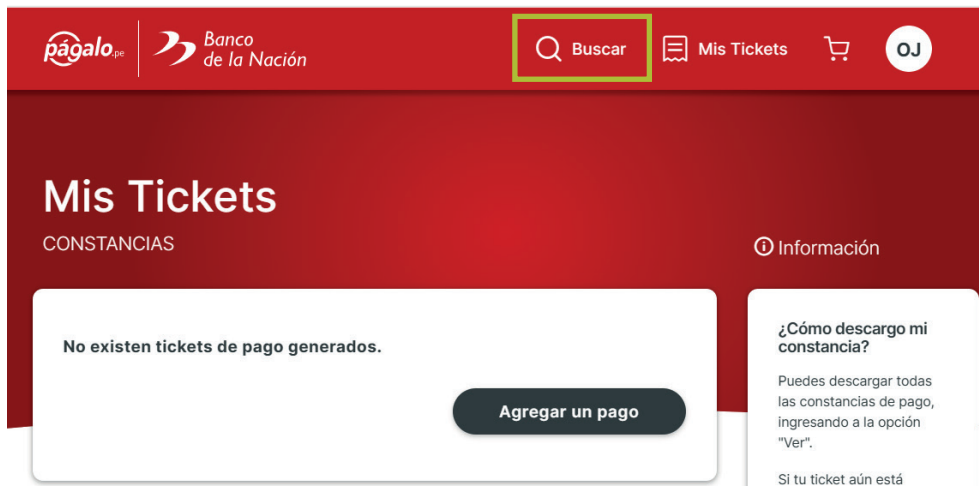 págalo.pe
Banco
de la Nación
Buscar
Mis Tickets
OJ
Mis Tickets
CONSTANCIAS
Información
No existen tickets de pago generados.
Agregar un pago
¿Cómo descargo mi
constancia?
Puedes descargar todas
las constancias de pago,
ingresando a la opción
"Ver".
Si tu ticket aún está